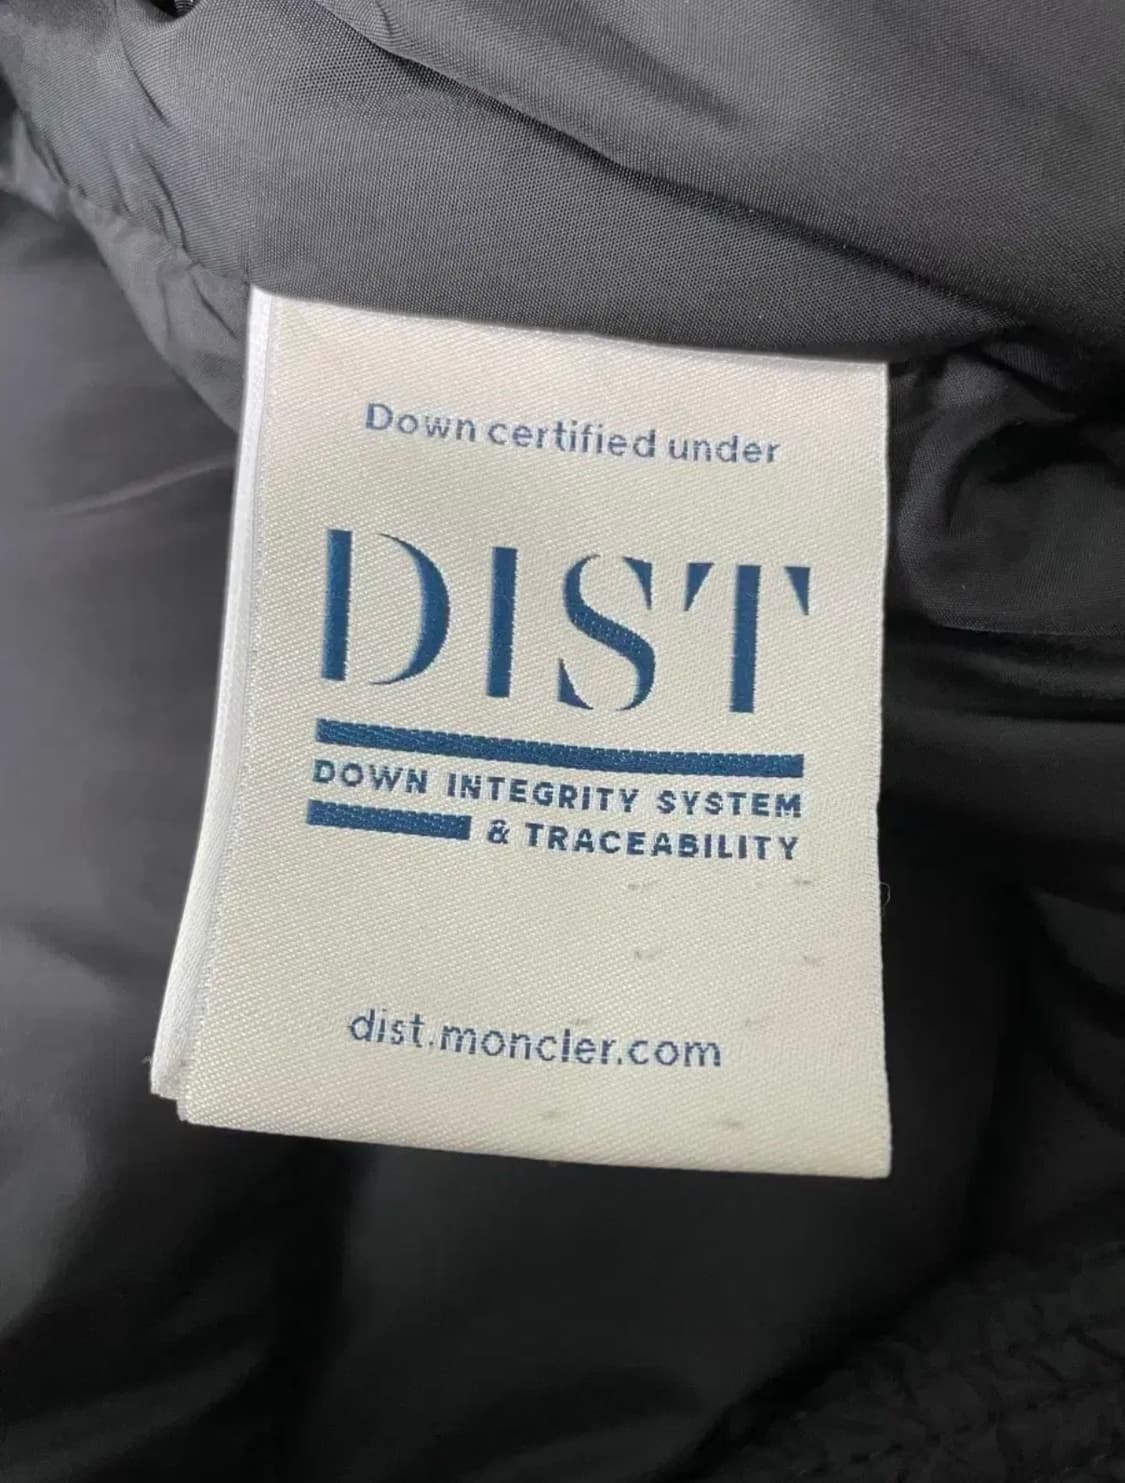 Down certified under
DIST
DOWN INTEGRITY SYSTEM
& TRACEABILITY
dist.moncler.com